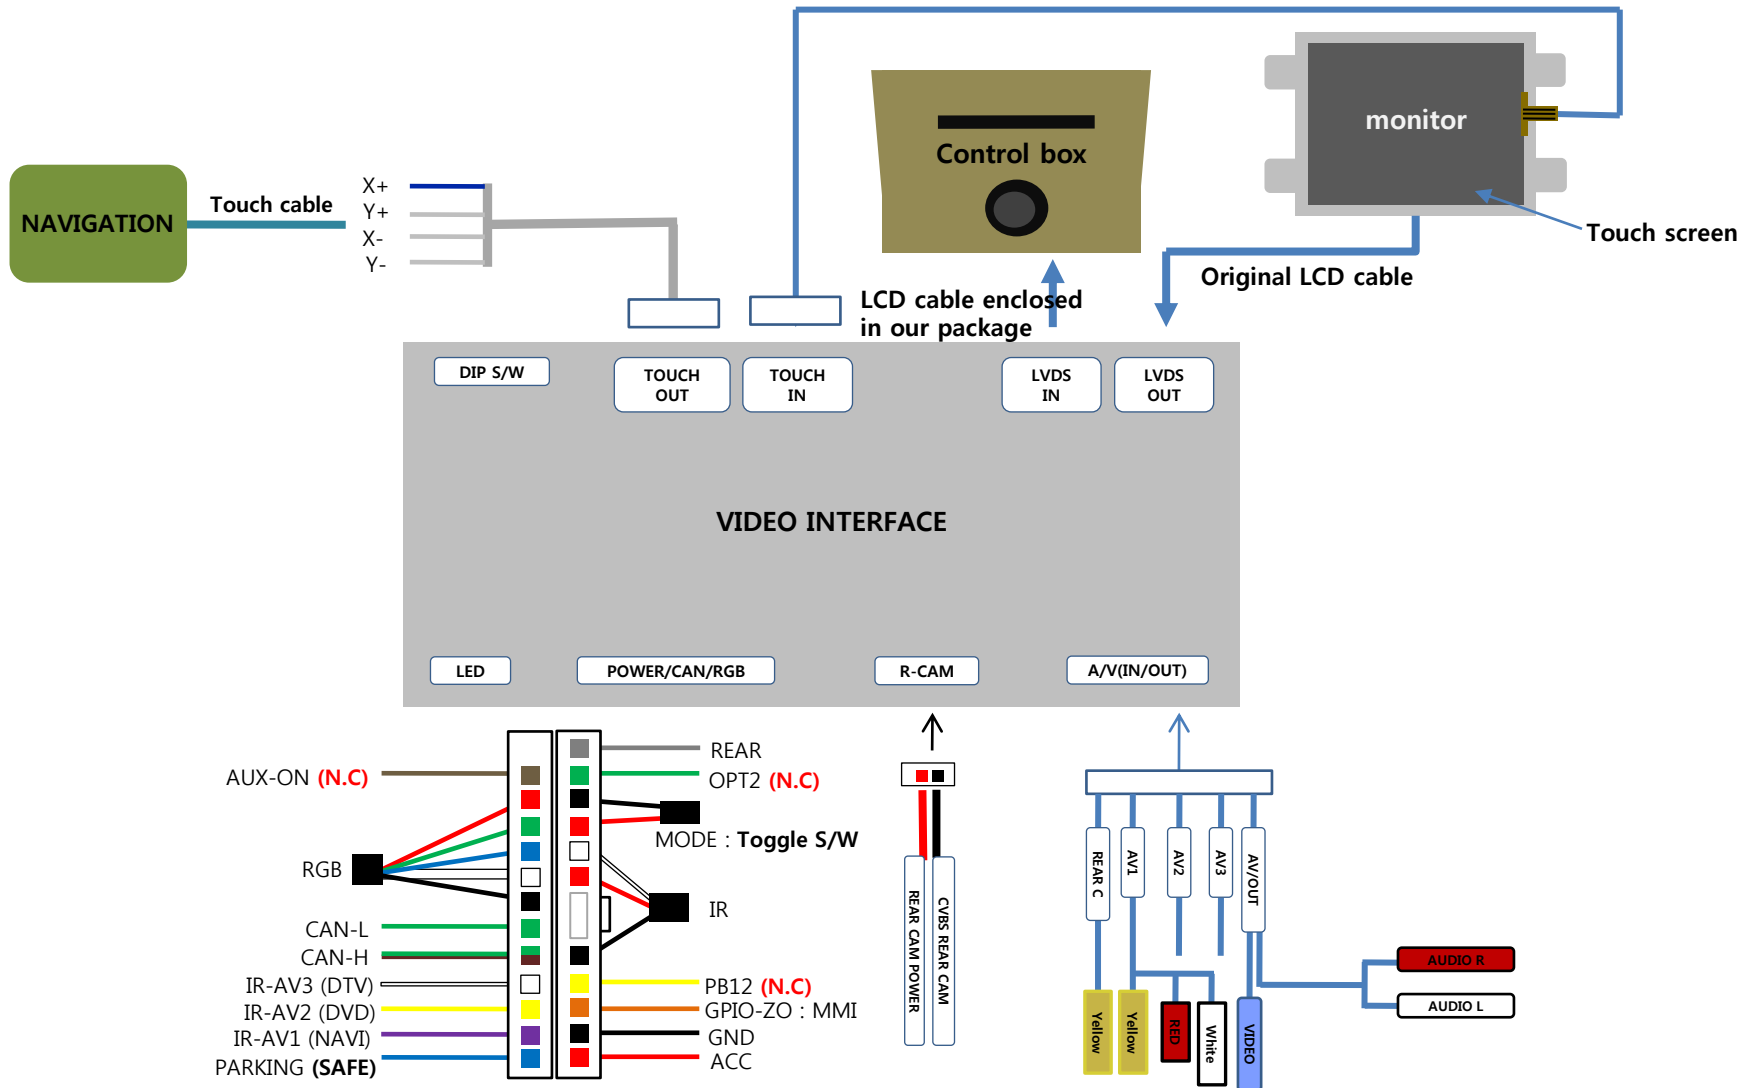 monitor
Control box
NAVIGATION
Touch cable
X+
Y+
X-
Y-
Touch screen
Original LCD cable
LCD cable enclosed
in our package
DIP S/W
TOUCH
OUT
TOUCH
IN
LVDS
IN
LVDS
OUT
VIDEO INTERFACE
LED
POWER/CAN/RGB
R-CAM
A/V(IN/OUT)
AUX-ON (N.C)
RGB
CAN-L
CAN-H
IR-AV3 (DTV)
IR-AV2 (DVD)
IR-AV1 (NAVI)
PARKING (SAFE)
REAR
OPT2 (N.C)
MODE : Toggle S/W
IR
PB12 (N.C)
GPIO-ZO : MMI
GND
ACC
REAR CAM POWER
CVBS REAR CAM
REAR C
AV1
AV2
AV3
AV/OUT
Yellow
Yellow
RED
White
VIDEO
AUDIO R
AUDIO L